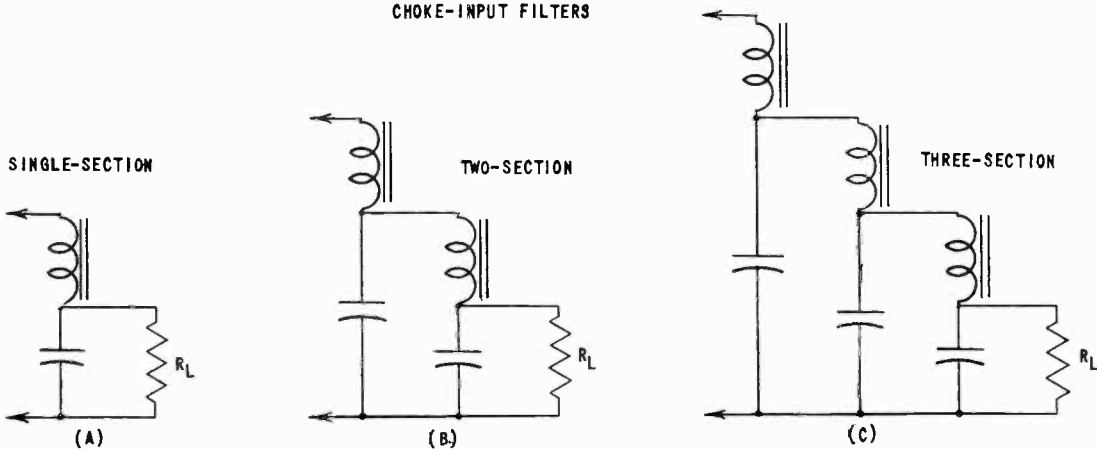 CHOKE-INPUT FILTERS
SINGLE-SECTION
TWO-SECTION
THREE-SECTION
RL
RL
RL
(A)
(B.)
(C)